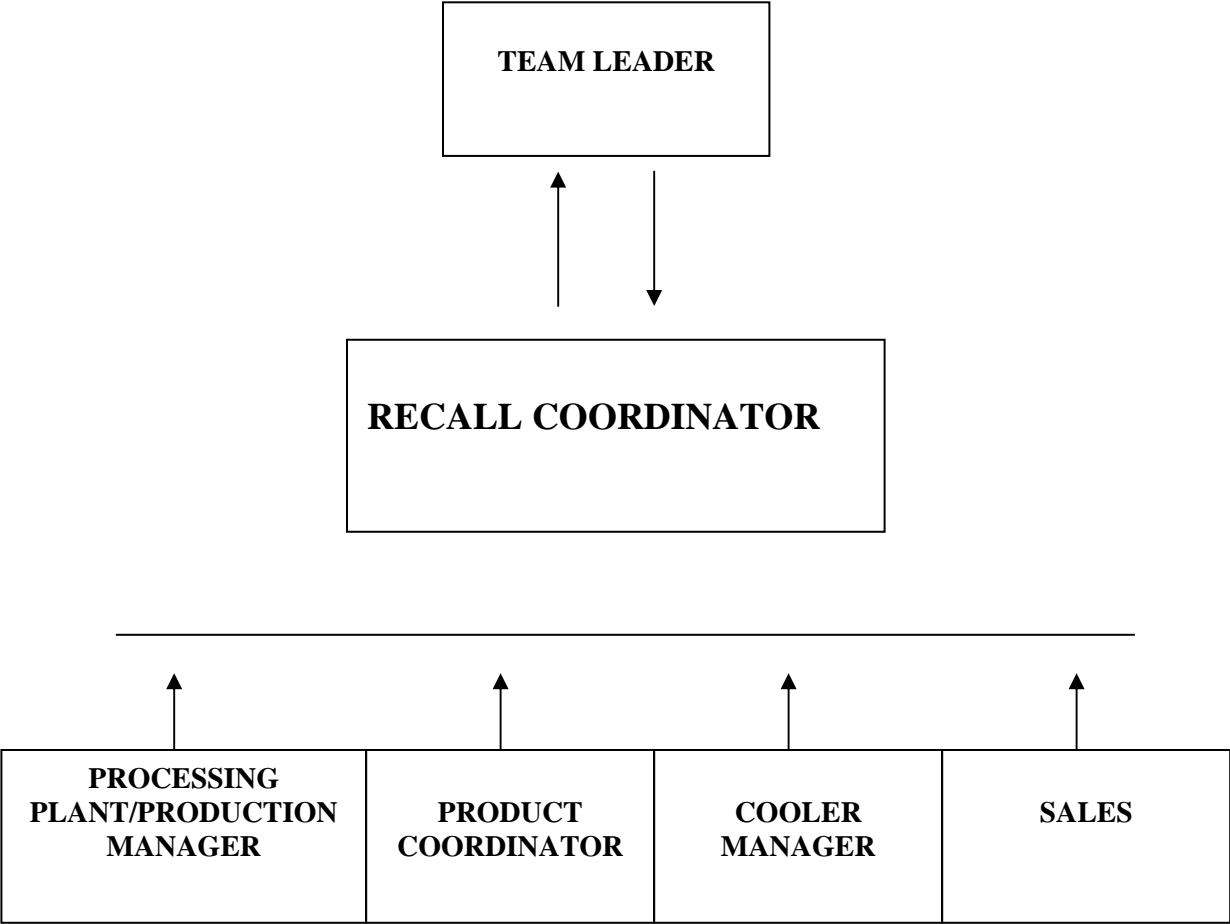 TEAM LEADER
RECALL COORDINATOR
PROCESSING
PLANT/PRODUCTION
MANAGER
PRODUCT
COORDINATOR
COOLER
MANAGER
SALES